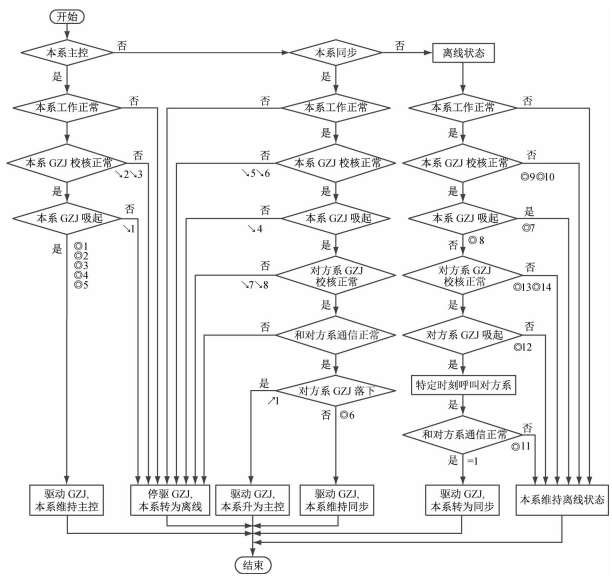 开始
本系主控
否
本系同步
否
离线状态
是
是
本系工作正常
否
否
本系工作正常
本系工作正常
否
是
是
是
本系 GZJ 校核正常
否
↘2↘3
否
↘5↘6
本系 GZJ 校核正常
本系 GZJ 校核正常
否
◎9◎10
是
是
是
本系 GZJ 吸起
否
↘1
否
↘4
本系 GZJ 吸起
本系 GZJ 吸起
是
◎7
是
◎1
◎2
◎3
◎4
◎5
是
否
◎8
否
↘7↘8
对方系 GZJ
校核正常
对方系 GZJ
校核正常
否
◎13◎14
是
是
否
和对方系通信正常
对方系 GZJ 吸起
否
◎12
是
是
是
↗1
对方系 GZJ 落下
特定时刻呼叫对方系
否
◎6
是
和对方系通信正常
否
◎11
是
=1
驱动 GZJ,
本系维持主控
停驱 GZJ,
本系转为离线
驱动 GZJ,
本系升为主控
驱动 GZJ,
本系维持同步
驱动 GZJ,
本系转为同步
本系维持离线状态
结束